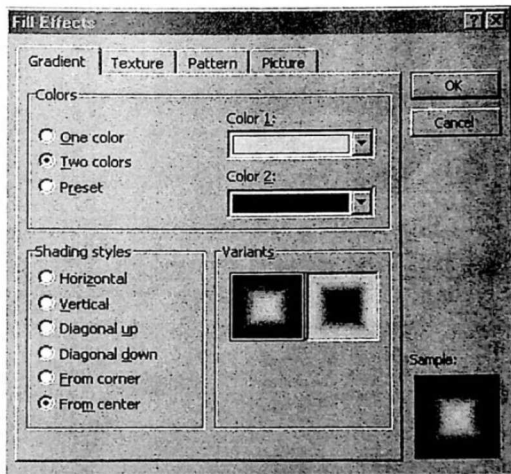 Fill Effects
Gradient
Texture
Pattern
Picture
OK
Cancel
Colors
One color
Two colors
Preset
Color 1:
Color 2:
Shading styles
Horizontal
Vertical
Diagonal up
Diagonal down
From corner
From center
Variants
Sample: